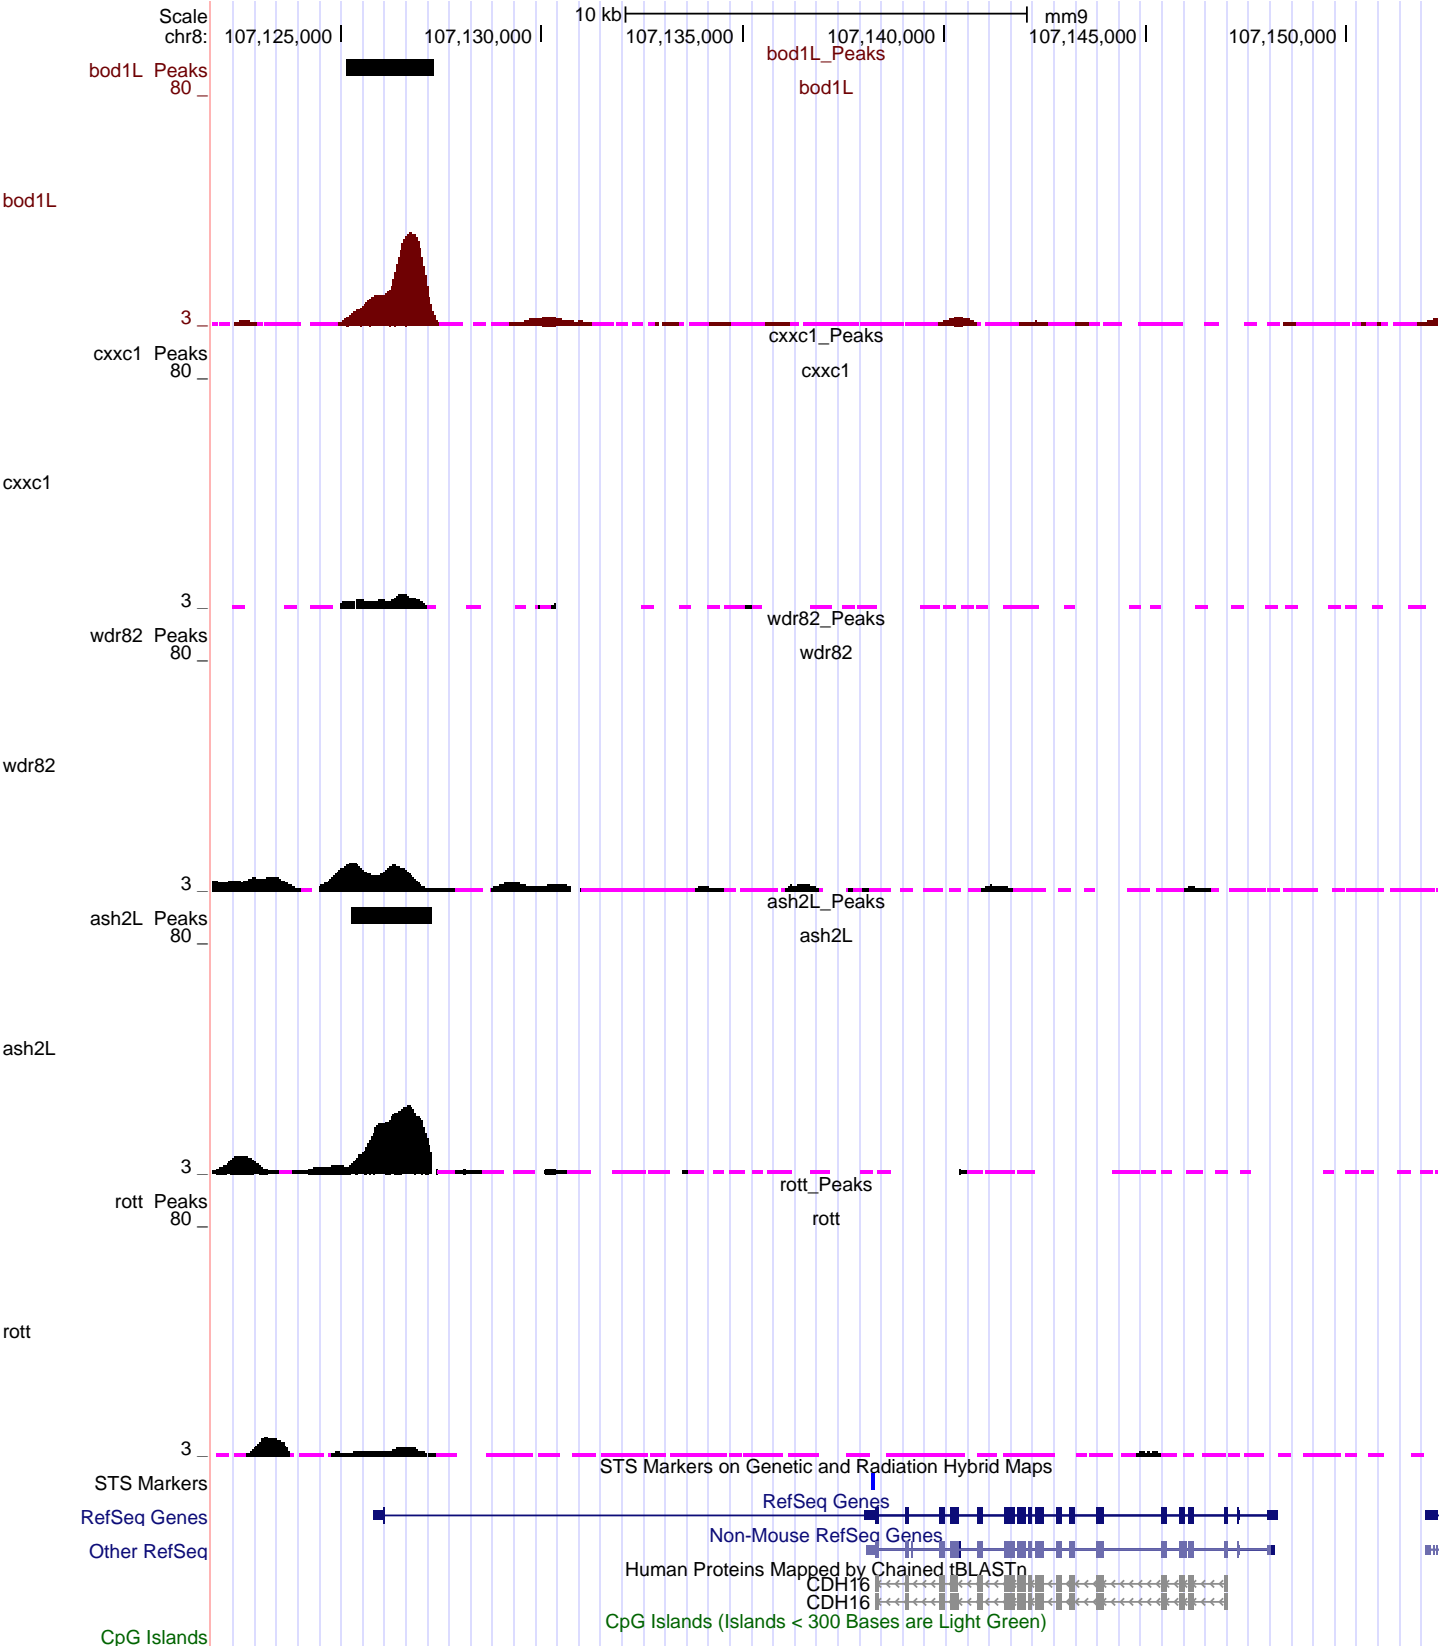 Scale 10 kb mm9
chr8: 107,125,000 107,130,000 107,135,000 107,140,000 107,145,000 107,150,000
bod1L_Peaks
bod1L Peaks
80 _ bod1L
bod1L
3 _
cxxc1_Peaks
cxxc1 Peaks
80 _ cxxc1
cxxc1
3 _
wdr82_Peaks
wdr82 Peaks
80 _ wdr82
wdr82
3 _
ash2L_Peaks
ash2L Peaks
80 _ ash2L
ash2L
3 _
rott_Peaks
rott Peaks
80 _ rott
rott
3 _
STS Markers on Genetic and Radiation Hybrid Maps
STS Markers
RefSeq Genes
RefSeq Genes
Non-Mouse RefSeq Genes
Other RefSeq
Human Proteins Mapped by Chained tBLASTn
CDH16
CDH16
CpG Islands (Islands < 300 Bases are Light Green)
CpG Islands